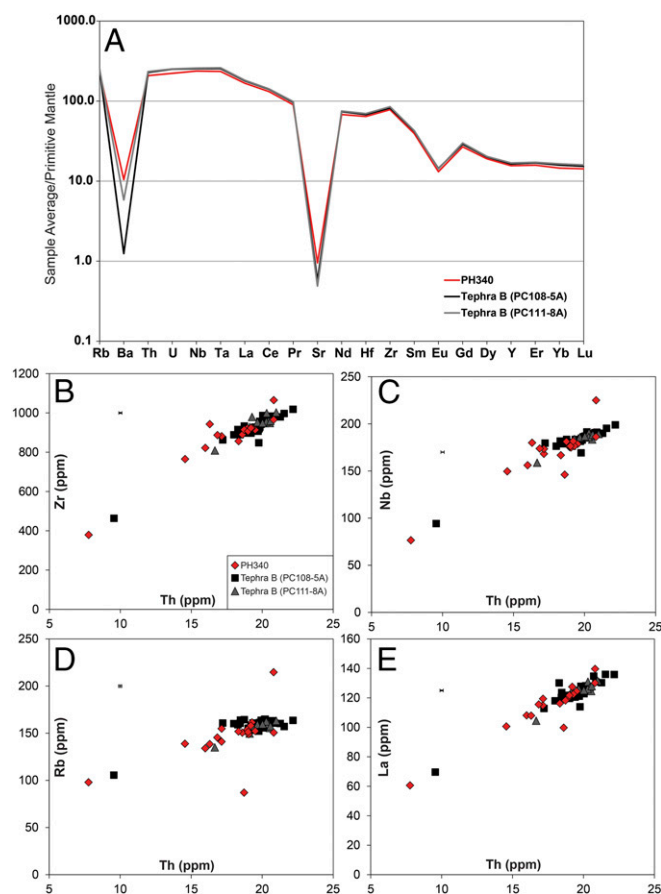 A
Sample Average/Primitive Mantle
1000.0
100.0
10.0
1.0
0.1
PH340
Tephra B (PC108-5A)
Tephra B (PC111-8A)
Rb Ba Th U Nb Ta La Ce Pr Sr Nd Hf Zr Sm Eu Gd Dy Y Er Yb Lu
B
Zr (ppm)
1200
1000
800
600
400
200
0
PH340
Tephra B (PC108-5A)
Tephra B (PC111-8A)
5 10 15 20 25
Th (ppm)
C
Nb (ppm)
250
200
150
100
50
0
5 10 15 20 25
Th (ppm)
D
Rb (ppm)
250
200
150
100
50
0
5 10 15 20 25
Th (ppm)
E
La (ppm)
160
140
120
100
80
60
40
20
0
5 10 15 20 25
Th (ppm)